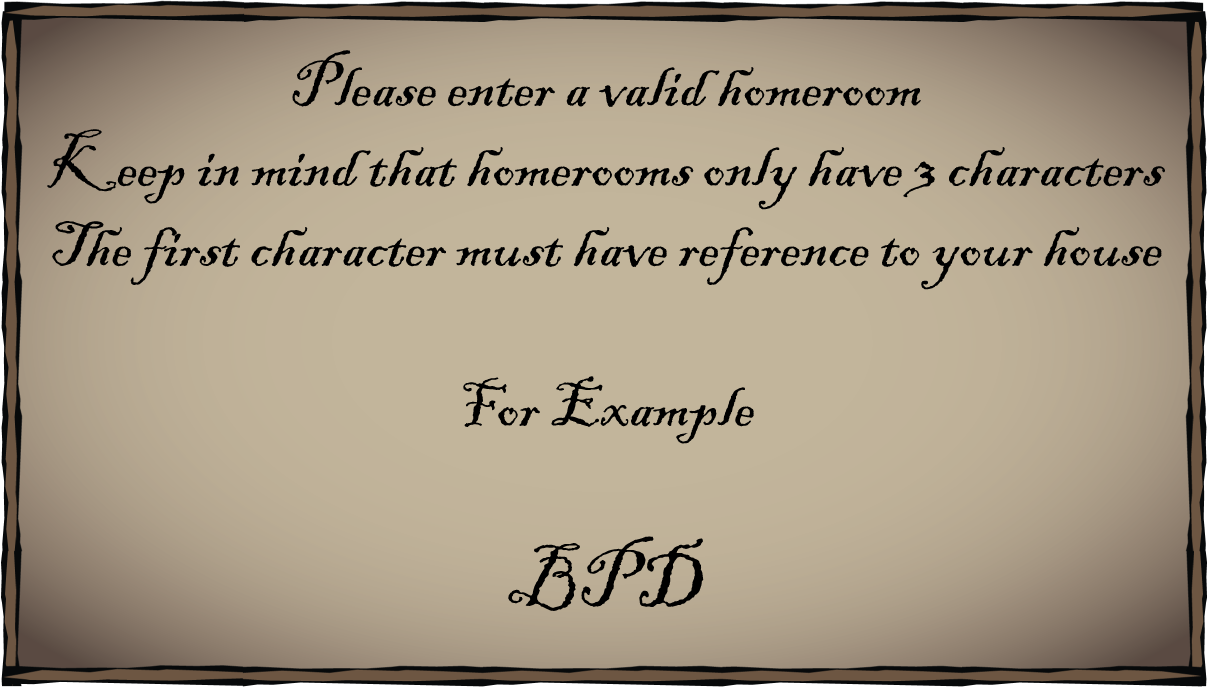 Please enter a valid homeroom
Keep in mind that homerooms only have 3 characters
The first character must have reference to your house
For Example
BPD